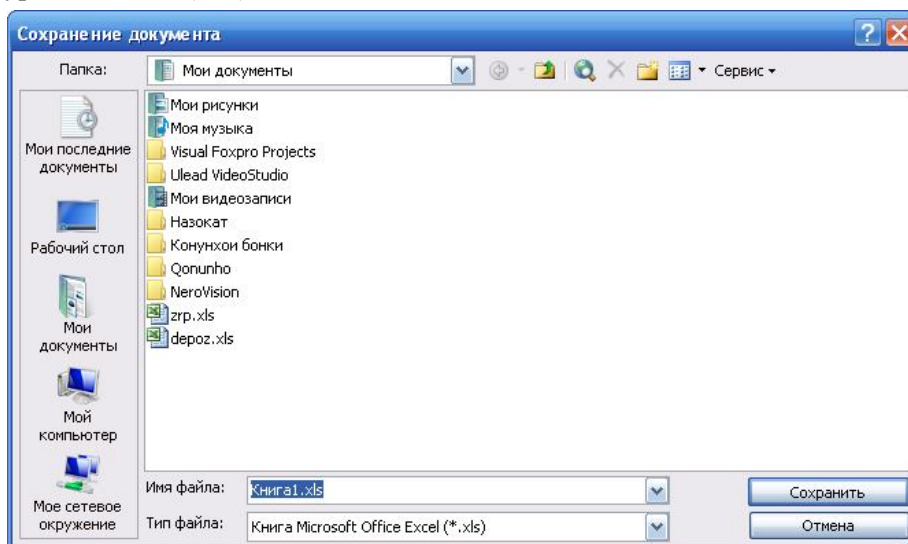 Сохранение документа
Папка:
Мои документы
Сервис
Мои последние
документы
Рабочий стол
Мои
документы
Мой
компьютер
Мое сетевое
окружение
Мои рисунки
Моя музыка
Visual Foxpro Projects
Ulead VideoStudio
Мои видеозаписи
Назокат
Конунхои бонки
Qonunho
NeroVision
zrp.xls
depoz.xls
Имя файла:
Книга1.xls
Сохранить
Тип файла:
Книга Microsoft Office Excel (*.xls)
Отмена